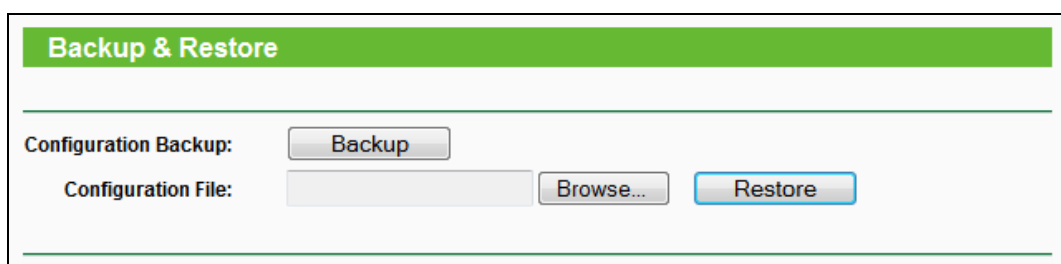 Backup & Restore
Configuration Backup: Backup
Configuration File: Browse... Restore